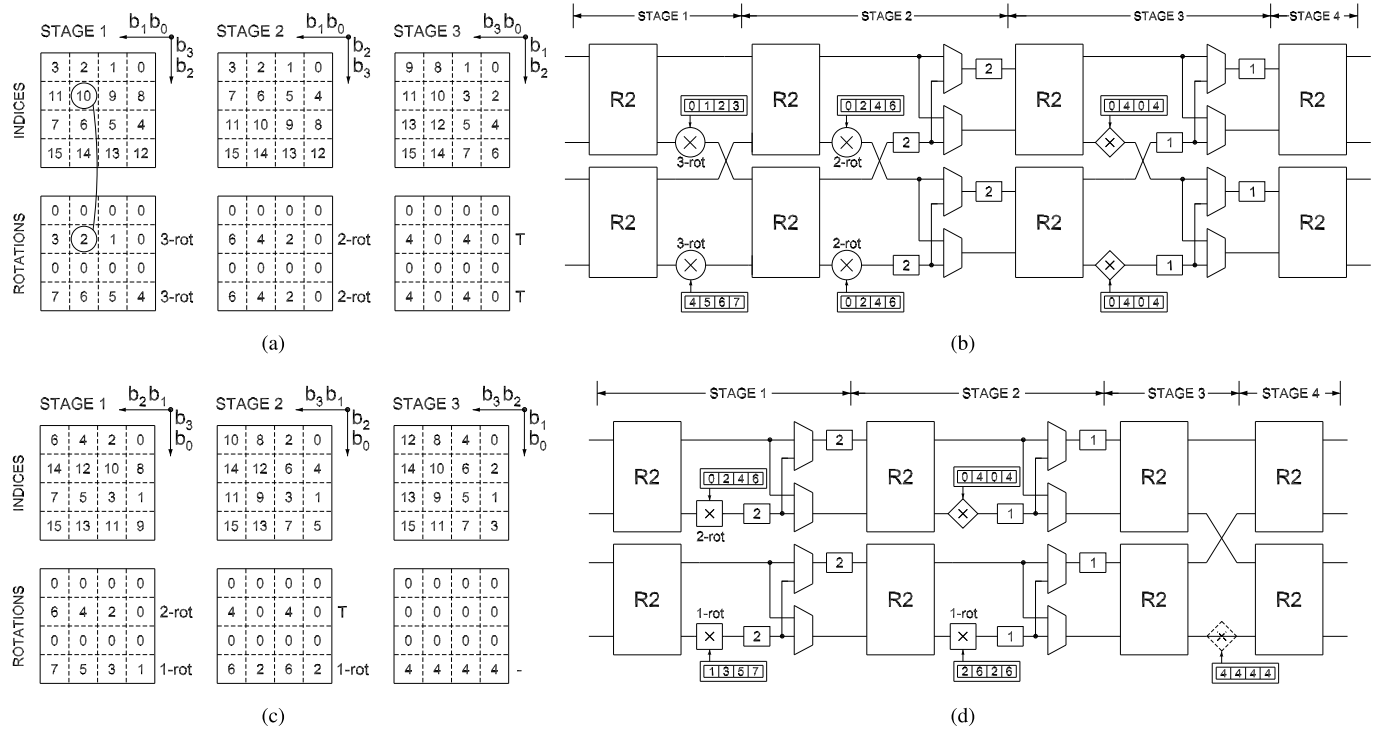 STAGE 1 b1b0 b3 b2
STAGE 2 b1b0 b2 b3
STAGE 3 b3b0 b1 b2
INDICES
3 2 1 0
11 10 9 8
7 6 5 4
15 14 13 12
3 2 1 0
7 6 5 4
11 10 9 8
15 14 13 12
9 8 1 0
11 10 3 2
13 12 5 4
15 14 7 6
ROTATIONS
0 0 0 0
3 2 1 0 3-rot
0 0 0 0
7 6 5 4 3-rot
0 0 0 0
6 4 2 0 2-rot
0 0 0 0
6 4 2 0 2-rot
0 0 0 0
4 0 4 0 T
0 0 0 0
4 0 4 0 T
(a)
STAGE 1 STAGE 2 STAGE 3 STAGE 4
R2 R2 2 R2 1 R2
0 1 2 3 0 2 4 6 0 4 0 4
× × 2 × 1
3-rot 2-rot
R2 R2 2 R2 1 R2
3-rot 2-rot
× × 2 × 1
4 5 6 7 0 2 4 6 0 4 0 4
(b)
STAGE 1 b2b1 b3 b0
STAGE 2 b3b1 b2 b0
STAGE 3 b3b2 b1 b0
INDICES
6 4 2 0
14 12 10 8
7 5 3 1
15 13 11 9
10 8 2 0
14 12 6 4
11 9 3 1
15 13 7 5
12 8 4 0
14 10 6 2
13 9 5 1
15 11 7 3
ROTATIONS
0 0 0 0
6 4 2 0 2-rot
0 0 0 0
7 5 3 1 1-rot
0 0 0 0
4 0 4 0 T
0 0 0 0
6 2 6 2 1-rot
0 0 0 0
0 0 0 0
0 0 0 0
4 4 4 4 -
(c)
STAGE 1 STAGE 2 STAGE 3 STAGE 4
R2 2 R2 1 R2 R2
0 2 4 6 0 4 0 4
× 2 × 1
2-rot
R2 2 R2 1 R2 R2
1-rot 1-rot
× 2 × 1 ×
1 3 5 7 2 6 2 6 4 4 4 4
(d)